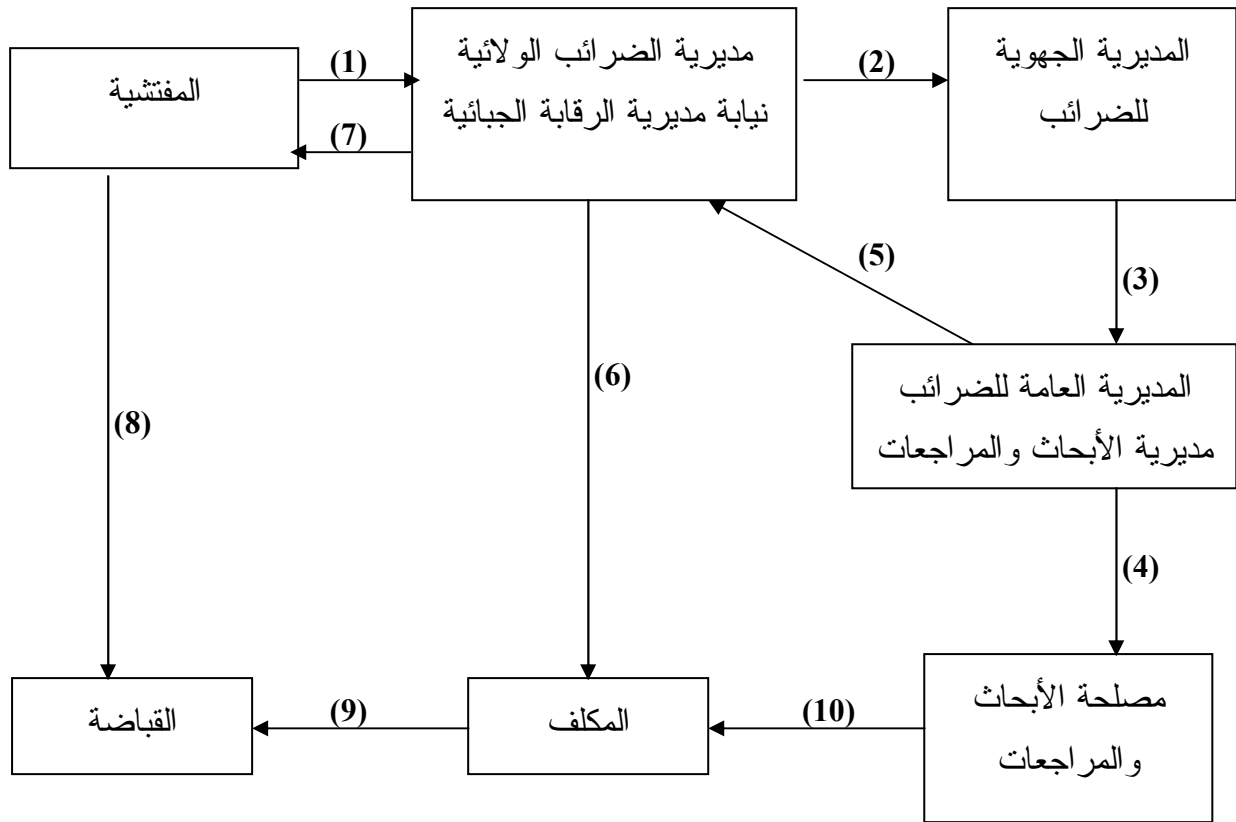 المديرية الجهوية
للضرائب
(2)
مديرية الضرائب الولائية
نيابة مديرية الرقابة الجبائية
(1)
(7)
المفتشية
(3)
(5)
(6)
(8)
المديرية العامة للضرائب
مديرية الأبحاث والمراجعات
(4)
مصلحة الأبحاث
والمراجعات
(10)
المكلف
(9)
القباضة